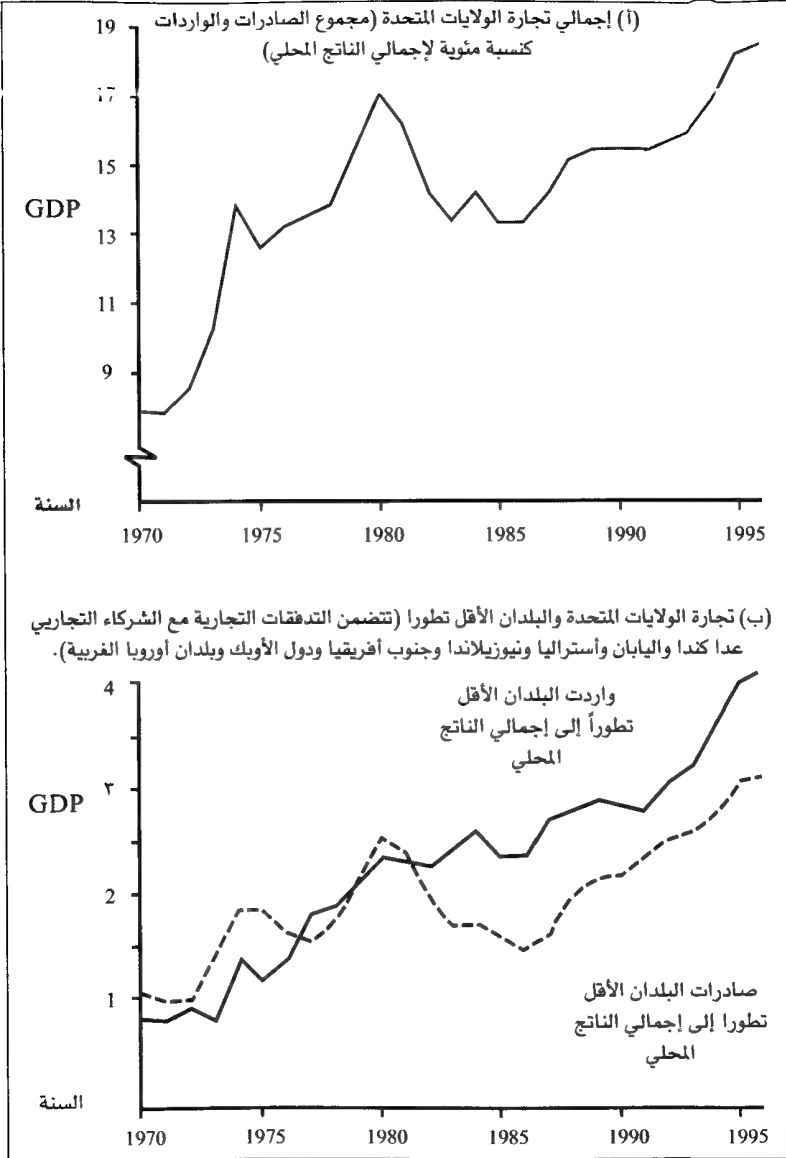 (أ) إجمالي تجارة الولايات المتحدة (مجموع الصادرات والواردات
كنسبة مئوية لإجمالي الناتج المحلي)
19
17
15
GDP
13
11
9
السنة
1970
1975
1980
1985
1990
1995
(ب) تجارة الولايات المتحدة والبلدان الأقل تطورا (تتضمن التدفقات التجارية مع الشركاء التجاريي
عدا كندا واليابان وأستراليا ونيوزيلاندا وجنوب أفريقيا ودول الأوبك وبلدان أوروبا الغربية).
4
واردت البلدان الأقل
تطوراً إلى إجمالي الناتج
المحلي
٣
GDP
2
1
صادرات البلدان الأقل
تطورا إلى إجمالي الناتج
المحلي
السنة
1970
1975
1980
1985
1990
1995